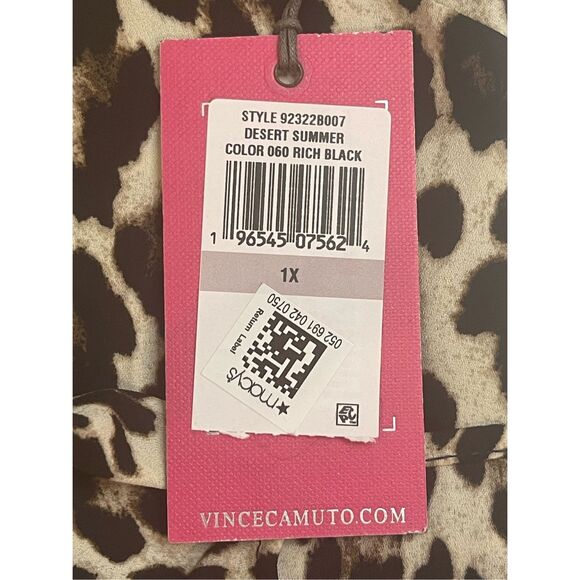 STYLE 92322B007
DESERT SUMMER
COLOR 060 RICH BLACK
1 96545 07562 4
1X
052 691 042 0750
Return Label
★macys
VINCECAMUTO.COM